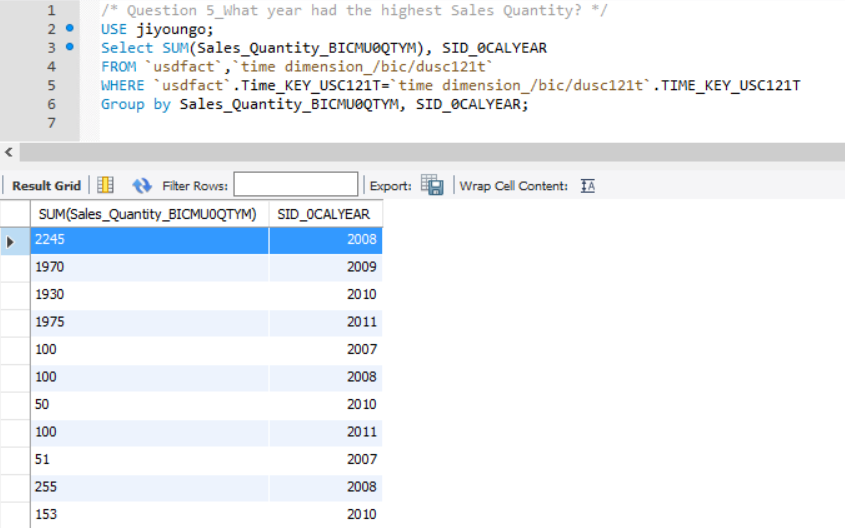 1 /* Question 5_What year had the highest Sales Quantity? */
2 USE jiyoungo;
3 Select SUM(Sales_Quantity_BICMU0QTYM), SID_0CALYEAR
4 FROM `usdfact`,`time dimension_/bic/dusc121t`
5 WHERE `usdfact`.Time_KEY_USC121T=`time dimension_/bic/dusc121t`.TIME_KEY_USC121T
6 Group by Sales_Quantity_BICMU0QTYM, SID_0CALYEAR;
7
Result Grid Filter Rows: Export: Wrap Cell Content: IA
SUM(Sales_Quantity_BICMU0QTYM) SID_0CALYEAR
2245 2008
1970 2009
1930 2010
1975 2011
100 2007
100 2008
50 2010
100 2011
51 2007
255 2008
153 2010